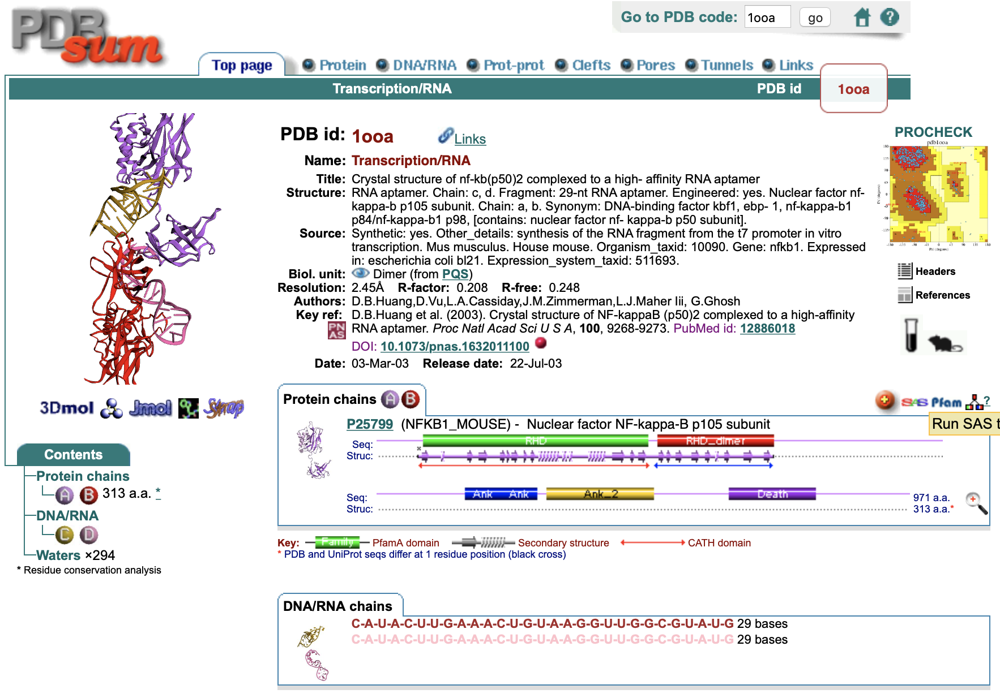 PDBsum
Go to PDB code: 1ooa go
Top page Protein DNA/RNA Prot-prot Clefts Pores Tunnels Links
Transcription/RNA PDB id 1ooa
PDB id: 1ooa Links
Name: Transcription/RNA
Title: Crystal structure of nf-kb(p50)2 complexed to a high- affinity RNA aptamer
Structure: RNA aptamer. Chain: c, d. Fragment: 29-nt RNA aptamer. Engineered: yes. Nuclear factor nf-
kappa-b p105 subunit. Chain: a, b. Synonym: DNA-binding factor kbf1, ebp- 1, nf-kappa-b1
p84/nf-kappa-b1 p98, [contains: nuclear factor nf- kappa-b p50 subunit].
Source: Synthetic: yes. Other_details: synthesis of the RNA fragment from the t7 promoter in vitro
transcription. Mus musculus. House mouse. Organism_taxid: 10090. Gene: nfkb1. Expressed
in: escherichia coli bl21. Expression_system_taxid: 511693.
Biol. unit: Dimer (from PQS)
Resolution: 2.45Å R-factor: 0.208 R-free: 0.248
Authors: D.B.Huang,D.Vu,L.A.Cassiday,J.M.Zimmerman,L.J.Maher Iii, G.Ghosh
Key ref: D.B.Huang et al. (2003). Crystal structure of NF-kappaB (p50)2 complexed to a high-affinity
PNAS RNA aptamer. Proc Natl Acad Sci U S A, 100, 9268-9273. PubMed id: 12886018
DOI: 10.1073/pnas.1632011100
Date: 03-Mar-03 Release date: 22-Jul-03
PROCHECK
pdb1ooa
Phi (degrees)
Headers
References
3Dmol Jmol Strap
Contents
Protein chains
A B 313 a.a. *
DNA/RNA
C D
Waters ×294
* Residue conservation analysis
Protein chains A B
SAS Pfam ?
Run SAS t
P25799 (NFKB1_MOUSE) - Nuclear factor NF-kappa-B p105 subunit
Seq: RHD RHD_dimer
Struc:
Seq: Ank Ank Ank_2 Death 971 a.a.
Struc: 313 a.a.*
Key: Family PfamA domain Secondary structure CATH domain
* PDB and UniProt seqs differ at 1 residue position (black cross)
DNA/RNA chains
C-A-U-A-C-U-U-G-A-A-A-C-U-G-U-A-A-G-G-U-U-G-G-C-G-U-A-U-G 29 bases
C-A-U-A-C-U-U-G-A-A-A-C-U-G-U-A-A-G-G-U-U-G-G-C-G-U-A-U-G 29 bases